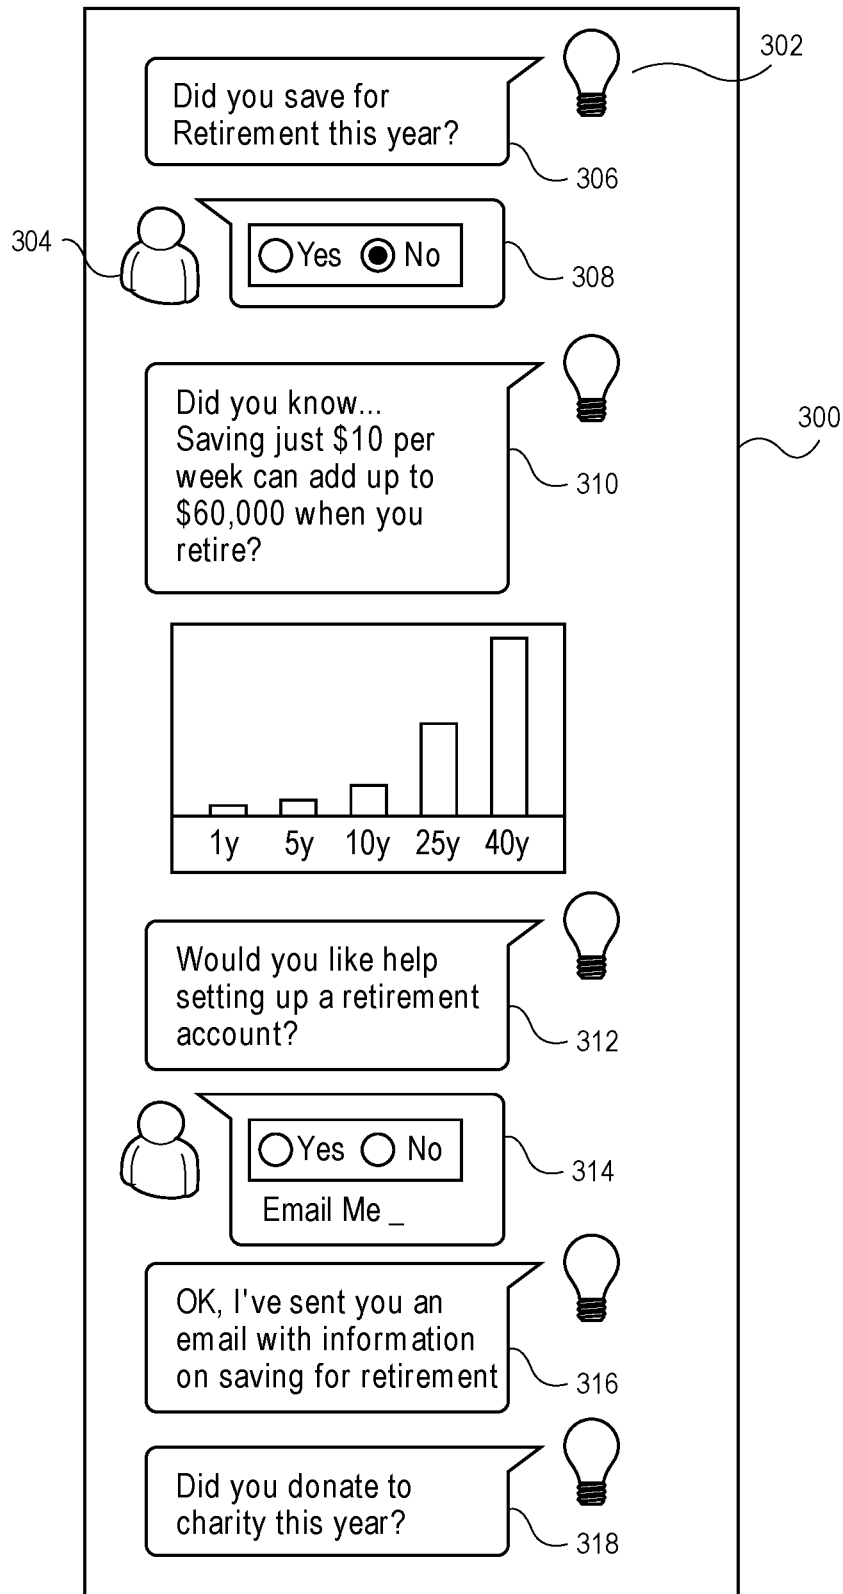 302
Did you save for
Retirement this year?
306
304
Yes No
308
300
Did you know...
Saving just $10 per
week can add up to
$60,000 when you
retire?
310
1y 5y 10y 25y 40y
Would you like help
setting up a retirement
account?
312
Yes No
Email Me _
314
OK, I've sent you an
email with information
on saving for retirement
316
Did you donate to
charity this year?
318